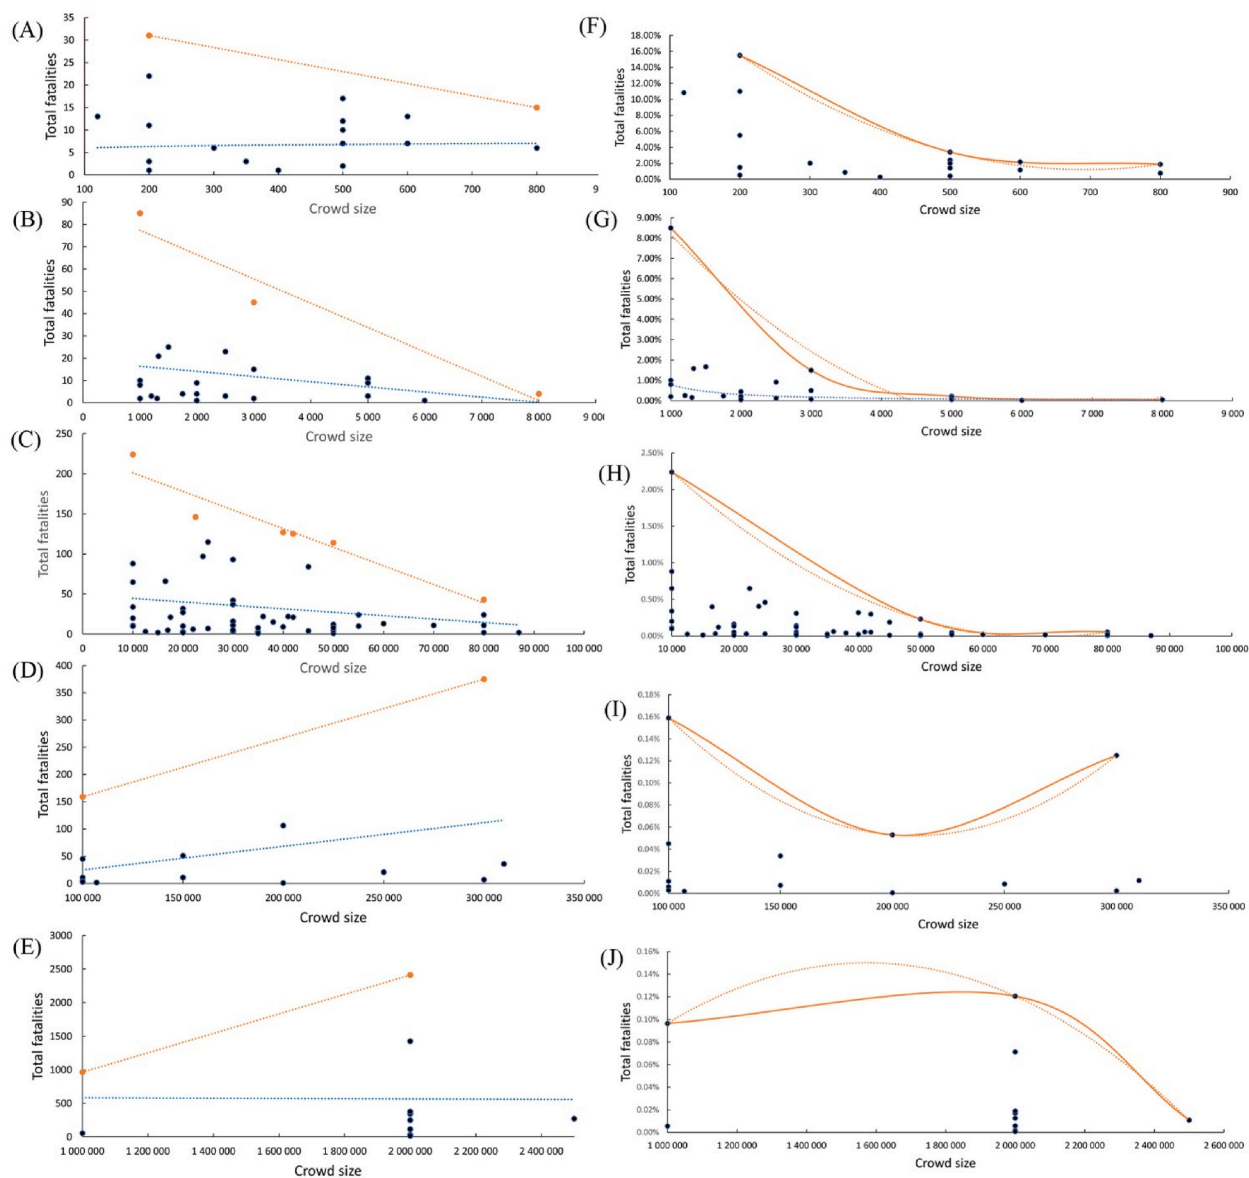 (A)
Total fatalities
35
30
25
20
15
10
5
0
100 200 300 400 500 600 700 800 9
Crowd size
(F)
Total fatalities
18.00%
16.00%
14.00%
12.00%
10.00%
8.00%
6.00%
4.00%
2.00%
0.00%
100 200 300 400 500 600 700 800 900
Crowd size
(B)
Total fatalities
90
80
70
60
50
40
30
20
10
0
0 1 000 2 000 3 000 4 000 5 000 6 000 7 000 8 000 9 000
Crowd size
(G)
Total fatalities
9.00%
8.00%
7.00%
6.00%
5.00%
4.00%
3.00%
2.00%
1.00%
0.00%
1 000 2 000 3 000 4 000 5 000 6 000 7 000 8 000 9 000
Crowd size
(C)
Total fatalities
250
200
150
100
50
0
0 10 000 20 000 30 000 40 000 50 000 60 000 70 000 80 000 90 000 100 000
Crowd size
(H)
Total fatalities
2.50%
2.00%
1.50%
1.00%
0.50%
0.00%
10 000 20 000 30 000 40 000 50 000 60 000 70 000 80 000 90 000 100 000
Crowd size
(D)
Total fatalities
400
350
300
250
200
150
100
50
0
100 000 150 000 200 000 250 000 300 000 350 000
Crowd size
(I)
Total fatalities
0.18%
0.16%
0.14%
0.12%
0.10%
0.08%
0.06%
0.04%
0.02%
0.00%
100 000 150 000 200 000 250 000 300 000 350 000
Crowd size
(E)
Total fatalities
3000
2500
2000
1500
1000
500
0
1 000 000 1 200 000 1 400 000 1 600 000 1 800 000 2 000 000 2 200 000 2 400 000
Crowd size
(J)
Total fatalities
0.16%
0.14%
0.12%
0.10%
0.08%
0.06%
0.04%
0.02%
0.00%
1 000 000 1 200 000 1 400 000 1 600 000 1 800 000 2 000 000 2 200 000 2 400 000 2 600 000
Crowd size